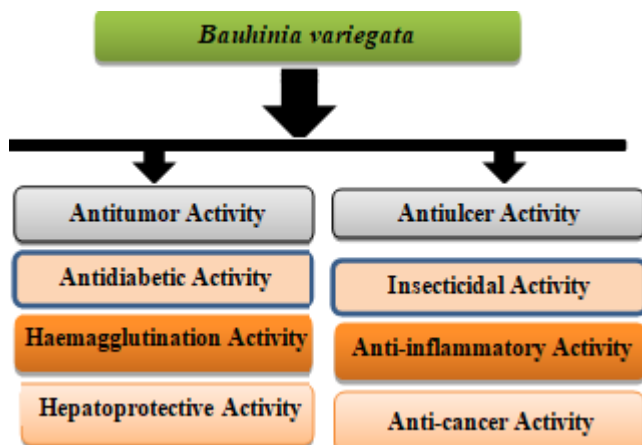 Bauhinia variegata
Antitumor Activity
Antiulcer Activity
Antidiabetic Activity
Insecticidal Activity
Haemagglutination Activity
Anti-inflammatory Activity
Hepatoprotective Activity
Anti-cancer Activity